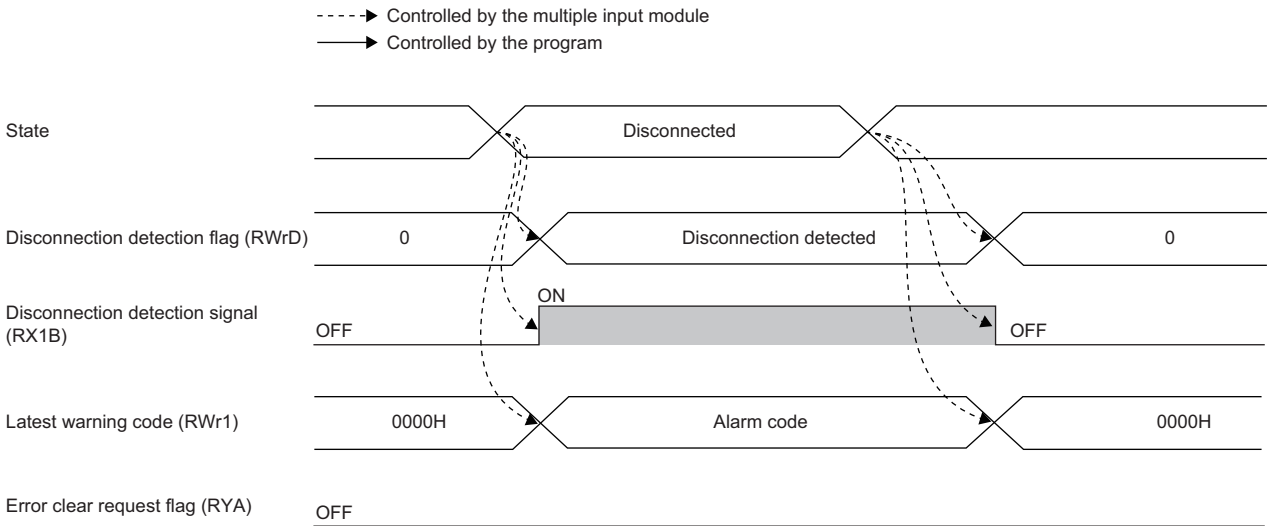 Controlled by the multiple input module
Controlled by the program
State
Disconnected
Disconnection detection flag (RWrD)
0
Disconnection detected
0
Disconnection detection signal
(RX1B)
OFF
ON
OFF
Latest warning code (RWr1)
0000H
Alarm code
0000H
Error clear request flag (RYA)
OFF